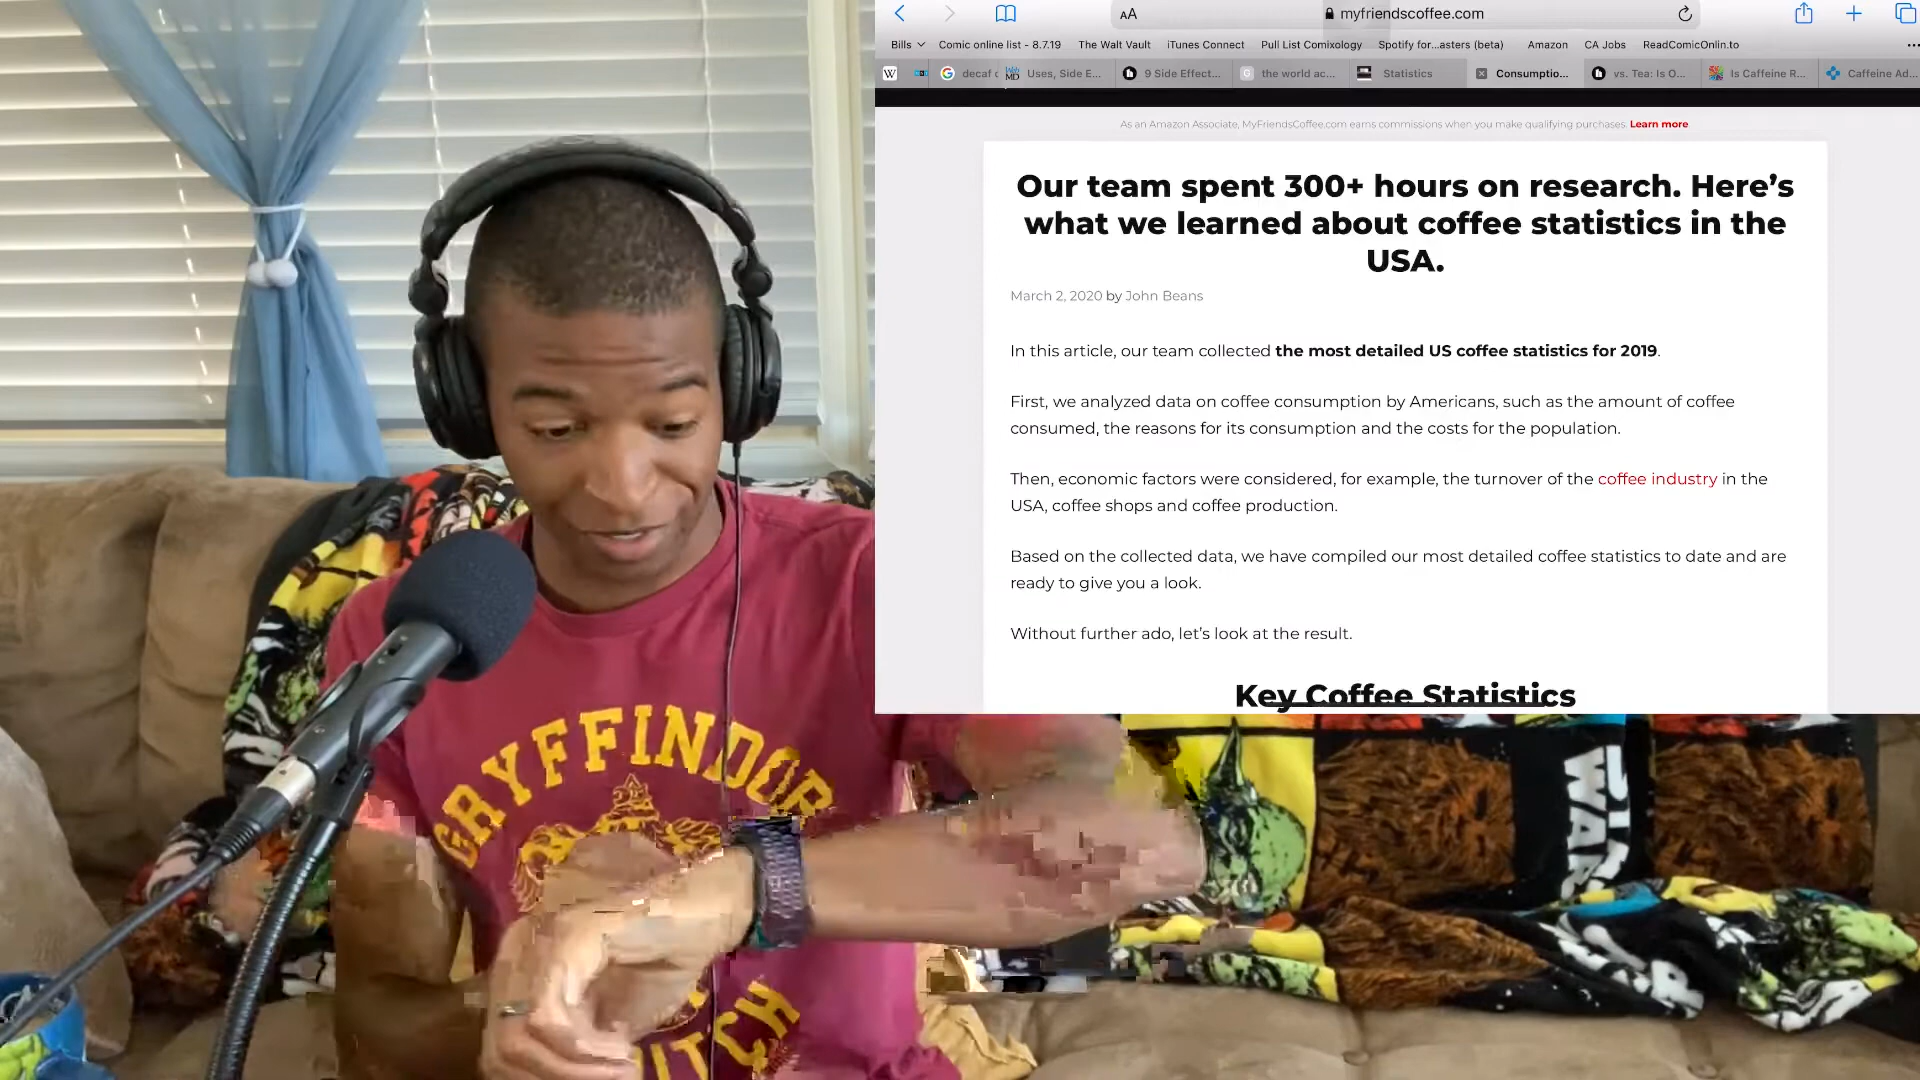 myfriendscoffee.com
Bills Comic online list - 8.7.19 The Walt Vault iTunes Connect Pull List Comixology Spotify for...asters (beta) Amazon CA Jobs ReadComicOnlin.to
W decaf c WebMD Uses, Side E... h 9 Side Effect... the world ac... Statistics Consumptio... h vs. Tea: Is O... Is Caffeine R... Caffeine Ad...
As an Amazon Associate, MyFriendsCoffee.com earns commissions when you make qualifying purchases. Learn more
Our team spent 300+ hours on research. Here's
what we learned about coffee statistics in the
USA.
March 2, 2020 by John Beans
In this article, our team collected the most detailed US coffee statistics for 2019.
First, we analyzed data on coffee consumption by Americans, such as the amount of coffee
consumed, the reasons for its consumption and the costs for the population.
Then, economic factors were considered, for example, the turnover of the coffee industry in the
USA, coffee shops and coffee production.
Based on the collected data, we have compiled our most detailed coffee statistics to date and are
ready to give you a look.
Without further ado, let's look at the result.
Key Coffee Statistics
GRYFFINDOR
STAR
WARS